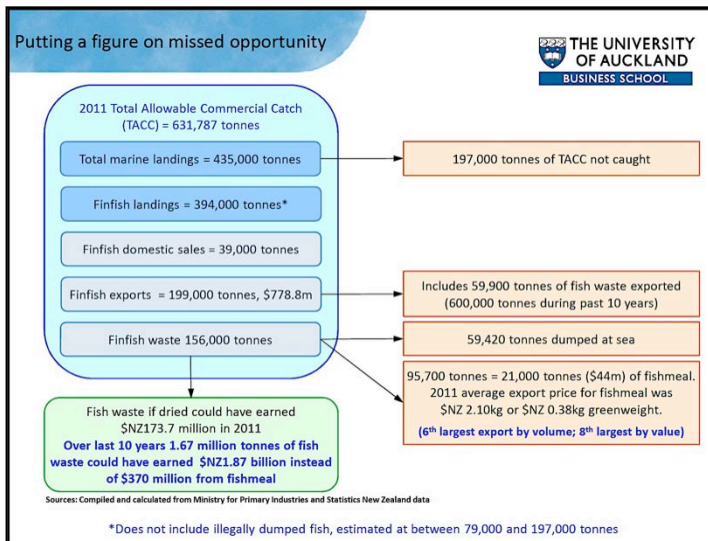 Putting a figure on missed opportunity
THE UNIVERSITY
OF AUCKLAND
BUSINESS SCHOOL
2011 Total Allowable Commercial Catch
(TACC) = 631,787 tonnes
Total marine landings = 435,000 tonnes
197,000 tonnes of TACC not caught
Finfish landings = 394,000 tonnes*
Finfish domestic sales = 39,000 tonnes
Finfish exports = 199,000 tonnes, $778.8m
Includes 59,900 tonnes of fish waste exported
(600,000 tonnes during past 10 years)
Finfish waste 156,000 tonnes
59,420 tonnes dumped at sea
95,700 tonnes = 21,000 tonnes ($44m) of fishmeal.
2011 average export price for fishmeal was
$NZ 2.10kg or $NZ 0.38kg greenweight.
(6th largest export by volume; 8th largest by value)
Fish waste if dried could have earned
$NZ173.7 million in 2011
Over last 10 years 1.67 million tonnes of fish
waste could have earned $NZ1.87 billion instead
of $370 million from fishmeal
Sources: Compiled and calculated from Ministry for Primary Industries and Statistics New Zealand data
*Does not include illegally dumped fish, estimated at between 79,000 and 197,000 tonnes